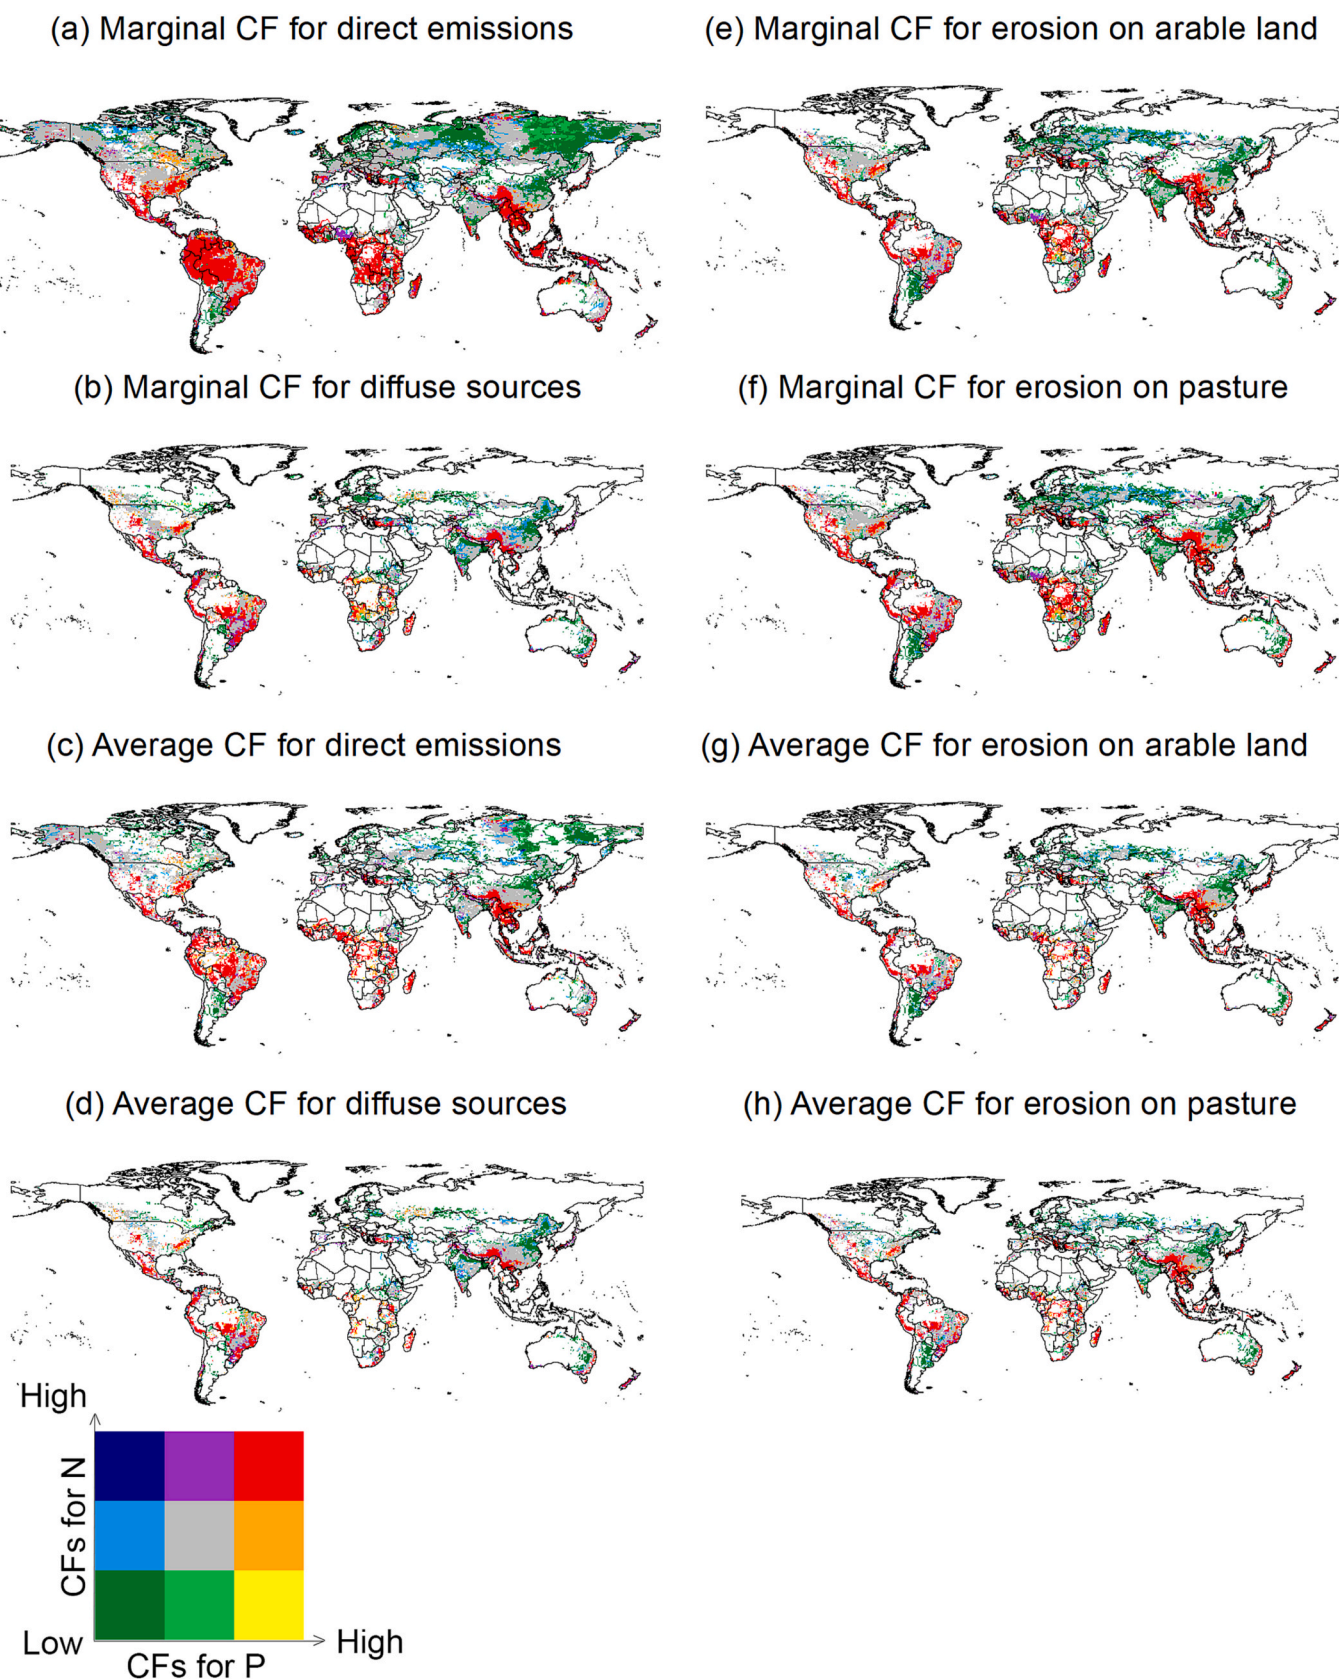 (a) Marginal CF for direct emissions
(e) Marginal CF for erosion on arable land
(b) Marginal CF for diffuse sources
(f) Marginal CF for erosion on pasture
(c) Average CF for direct emissions
(g) Average CF for erosion on arable land
(d) Average CF for diffuse sources
(h) Average CF for erosion on pasture
High
CFs for N
Low
High
CFs for P